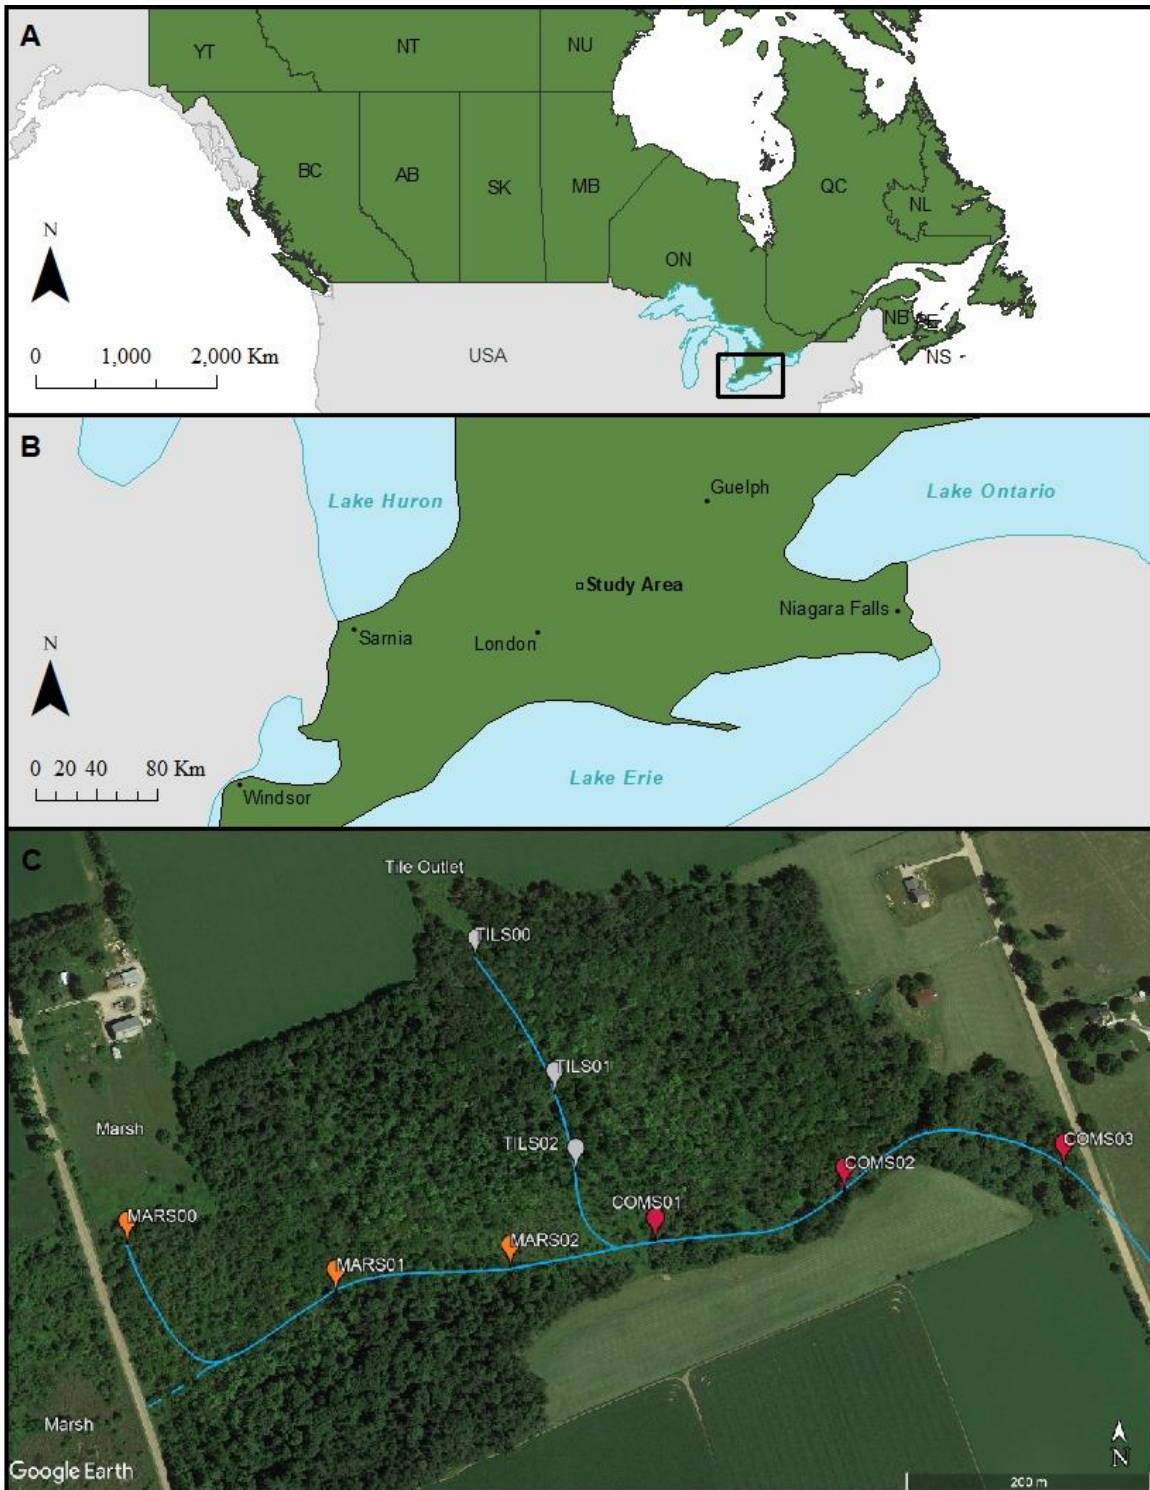 A
YT
NT
NU
BC
AB
SK
MB
QC
NL
ON
NB
PE
NS
USA
N
0 1,000 2,000 Km
B
Lake Huron
Guelph
Lake Ontario
Study Area
Niagara Falls
Sarnia
London
N
0 20 40 80 Km
Lake Erie
Windsor
C
Tile Outlet
TILS00
TILS01
TILS02
COMS03
COMS02
COMS01
Marsh
MARS00
MARS02
MARS01
Marsh
Google Earth
N
200 m